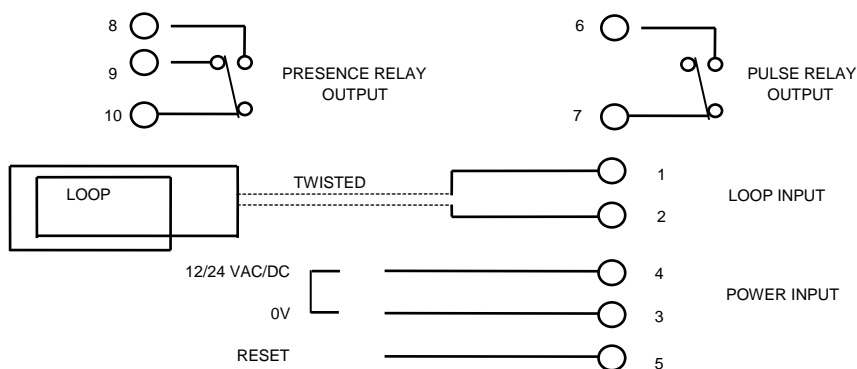 8
9
10
PRESENCE RELAY
OUTPUT
6
7
PULSE RELAY
OUTPUT
LOOP
TWISTED
1
2
LOOP INPUT
12/24 VAC/DC
4
0V
3
POWER INPUT
RESET
5